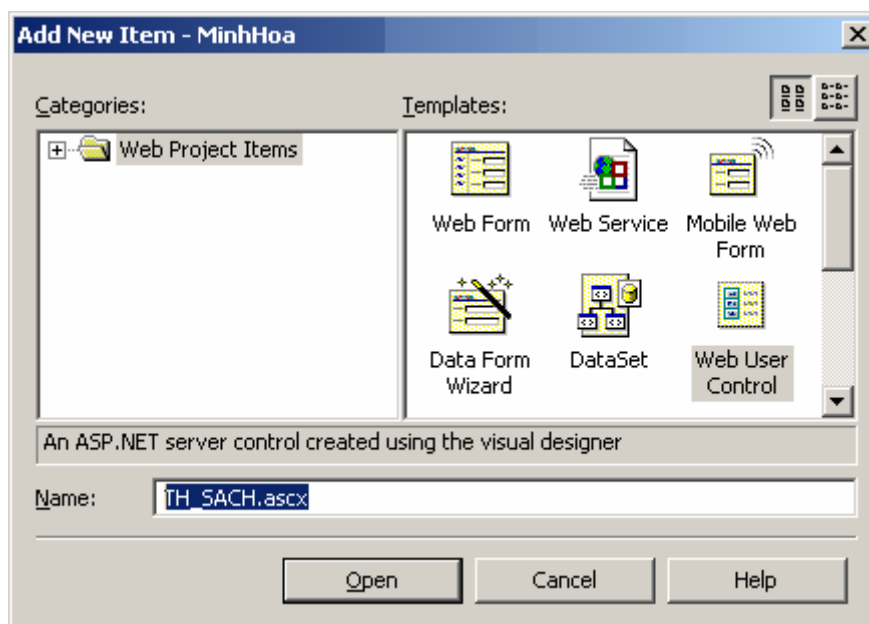 Add New Item - MinhHoa
Categories:
Templates:
Web Project Items
Web Form
Web Service
Mobile Web
Form
Data Form
Wizard
DataSet
Web User
Control
An ASP.NET server control created using the visual designer
Name:
TH_SACH.ascx
Open
Cancel
Help